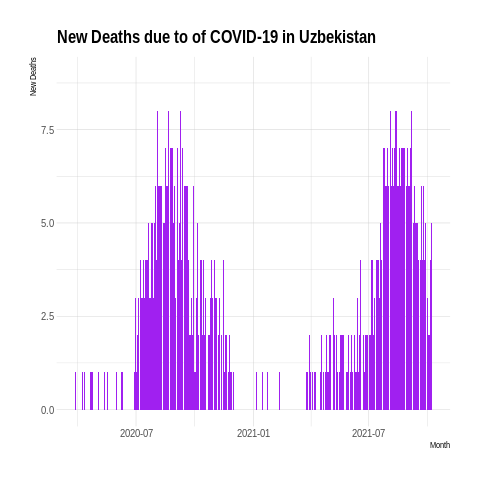 New Deaths due to of COVID-19 in Uzbekistan
New Deaths
7.5
5.0
2.5
0.0
2020-07
2021-01
2021-07
Month